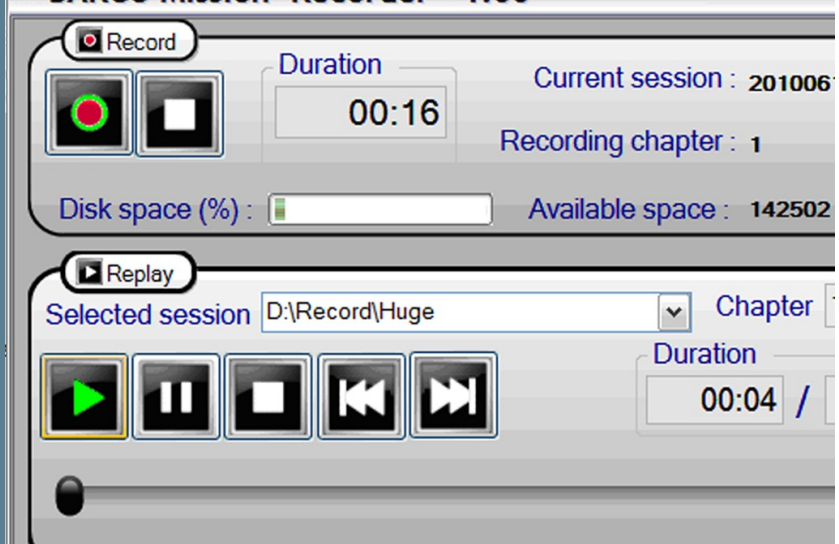 Record
Duration
00:16
Current session : 201006
Recording chapter : 1
Disk space (%) :
Available space : 142502
Replay
Selected session D:\Record\Huge
Chapter
Duration
00:04 /